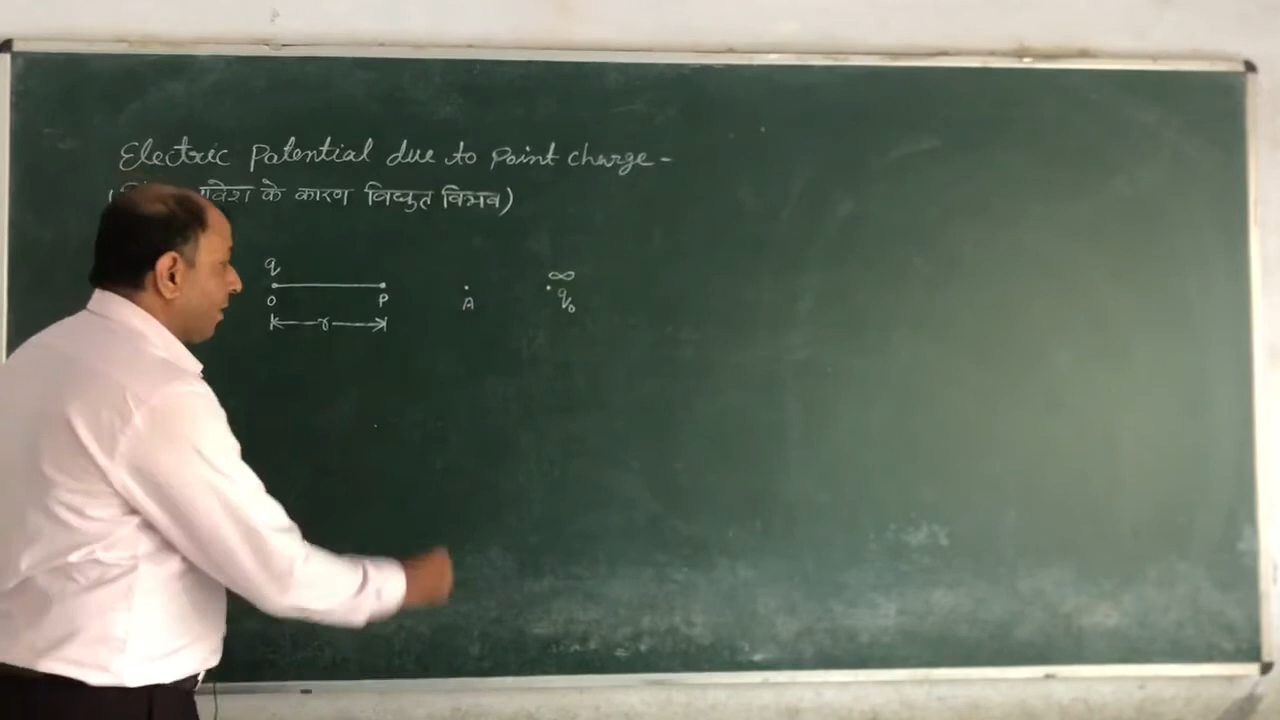 Electric Potential due to Point charge -
के कारण विद्युत विभव)
q ∞
O P A q₀
r